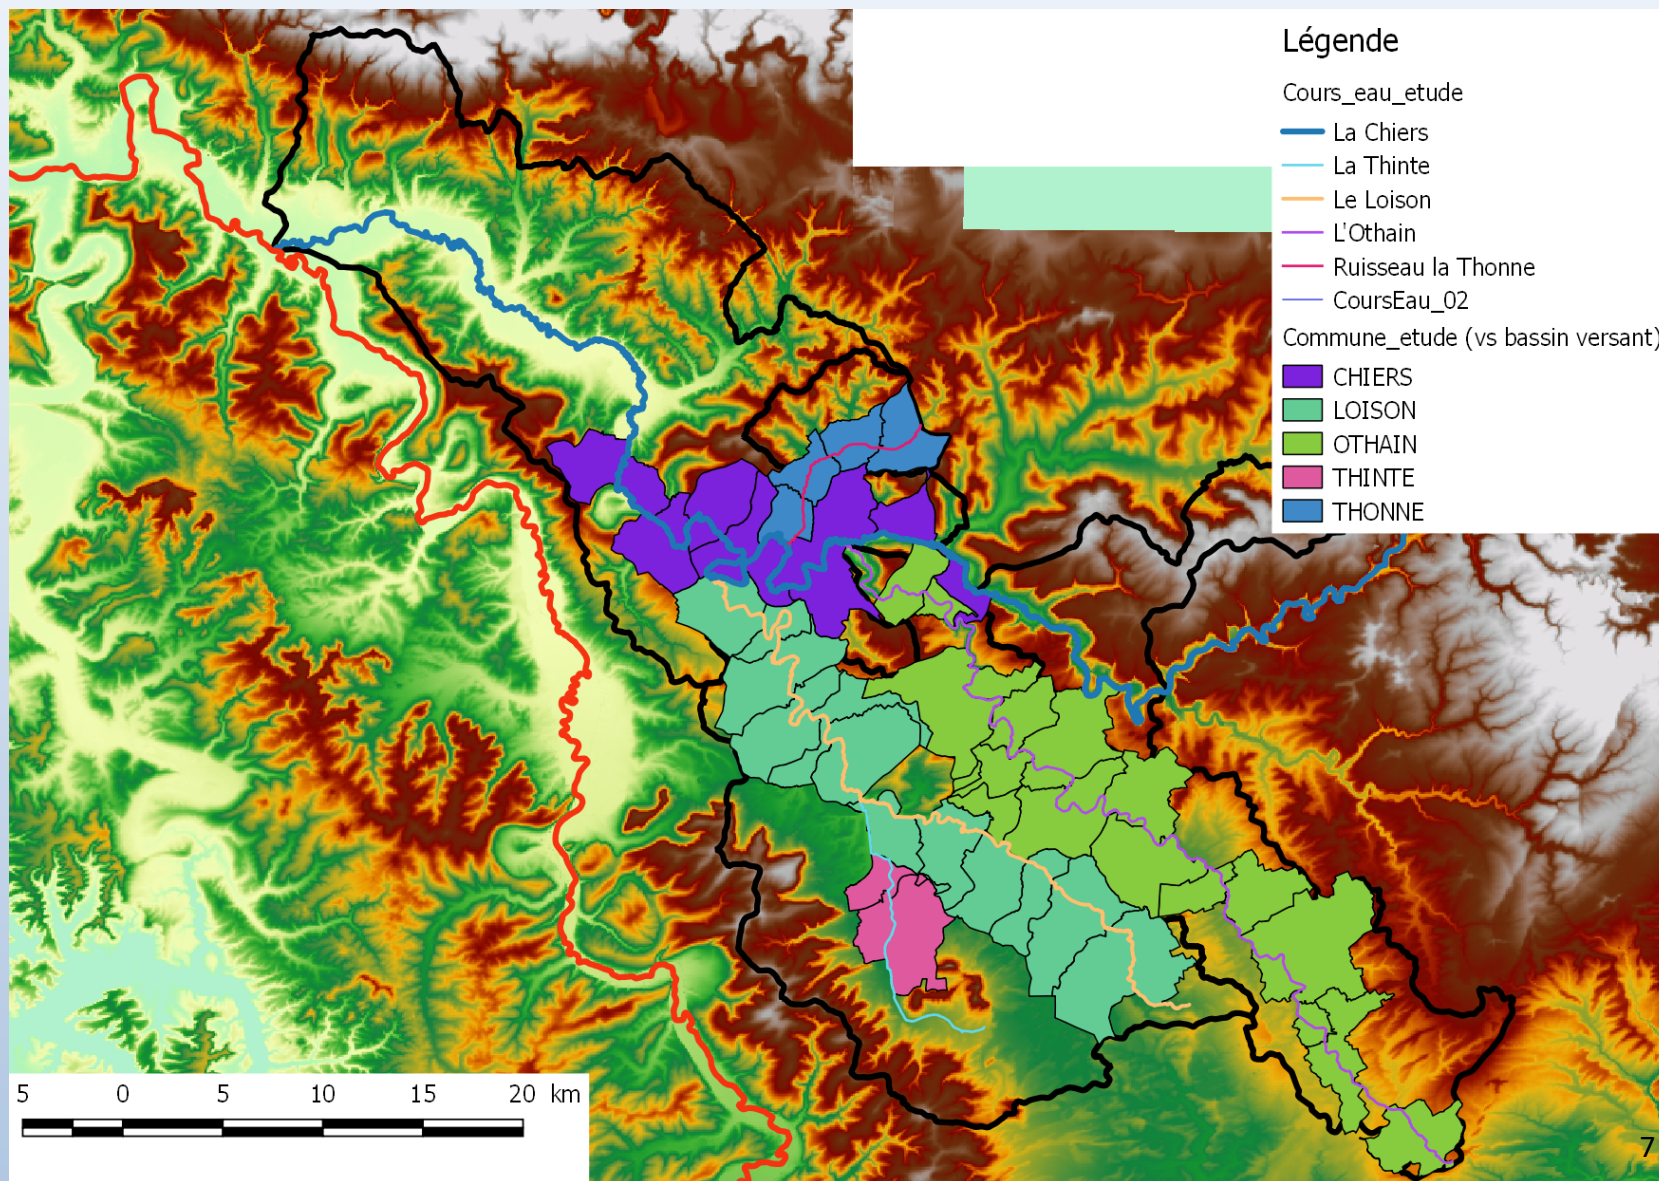 Légende
Cours_eau_etude
La Chiers
La Thinte
Le Loison
L'Othain
Ruisseau la Thonne
CoursEau_02
Commune_etude (vs bassin versant)
CHIERS
LOISON
OTHAIN
THINTE
THONNE
5 0 5 10 15 20 km
7